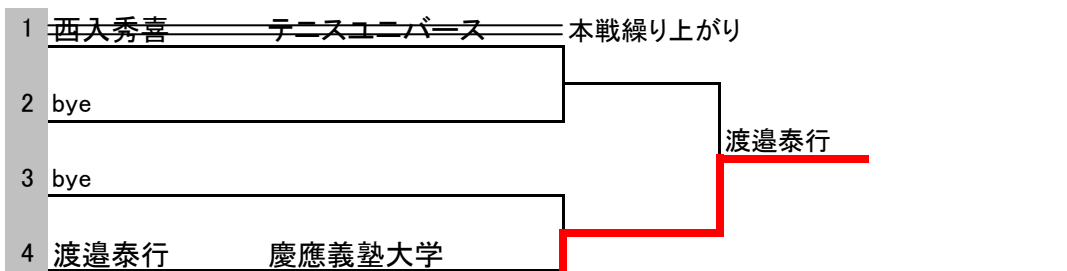 1 西入秀喜 テニスユニバース 本戦繰り上がり
2 bye
渡邉泰行
3 bye
4 渡邉泰行 慶應義塾大学